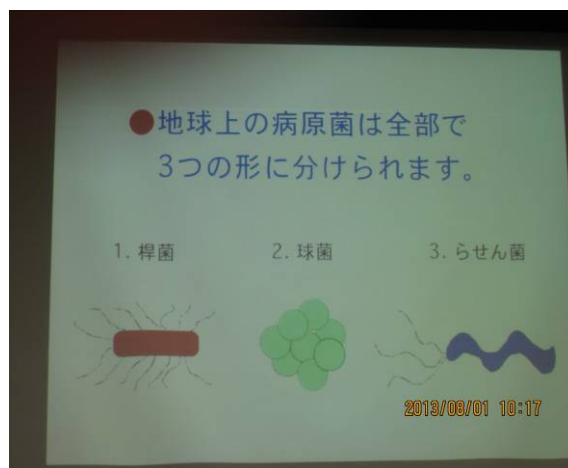 ●地球上の病原菌は全部で
3つの形に分けられます。
1. 桿菌 2. 球菌 3. らせん菌
2013/08/01 10:17